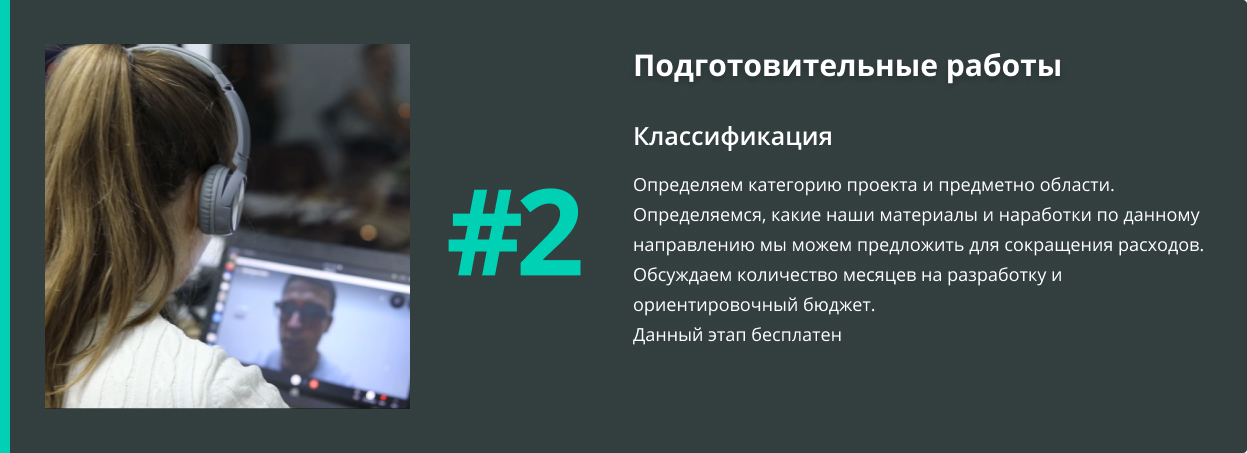 #2
Подготовительные работы
Классификация
Определяем категорию проекта и предметно области.
Определяемся, какие наши материалы и наработки по данному
направлению мы можем предложить для сокращения расходов.
Обсуждаем количество месяцев на разработку и
ориентировочный бюджет.
Данный этап бесплатен